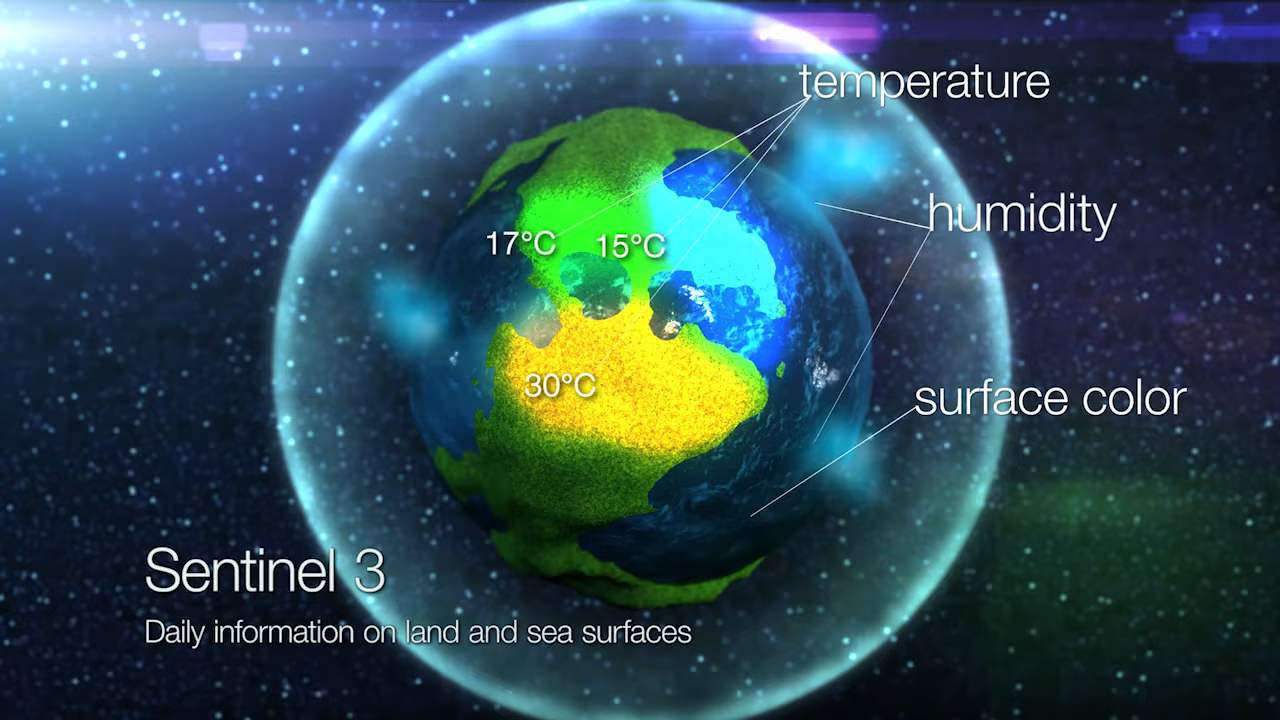 temperature
humidity
17°C
15°C
30°C
surface color
Sentinel 3
Daily information on land and sea surfaces